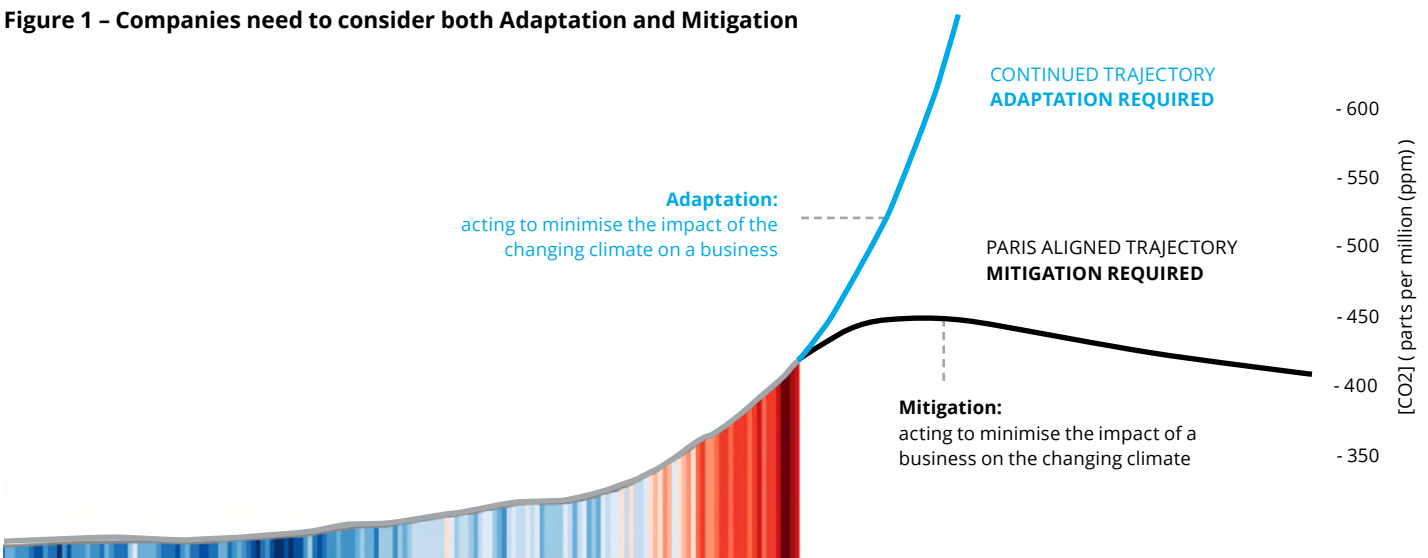 Figure 1 – Companies need to consider both Adaptation and Mitigation
CONTINUED TRAJECTORY
ADAPTATION REQUIRED
Adaptation:
acting to minimise the impact of the
changing climate on a business
PARIS ALIGNED TRAJECTORY
MITIGATION REQUIRED
Mitigation:
acting to minimise the impact of a
business on the changing climate
- 600
- 550
- 500
- 450
- 400
- 350
[CO2] ( parts per million (ppm) )